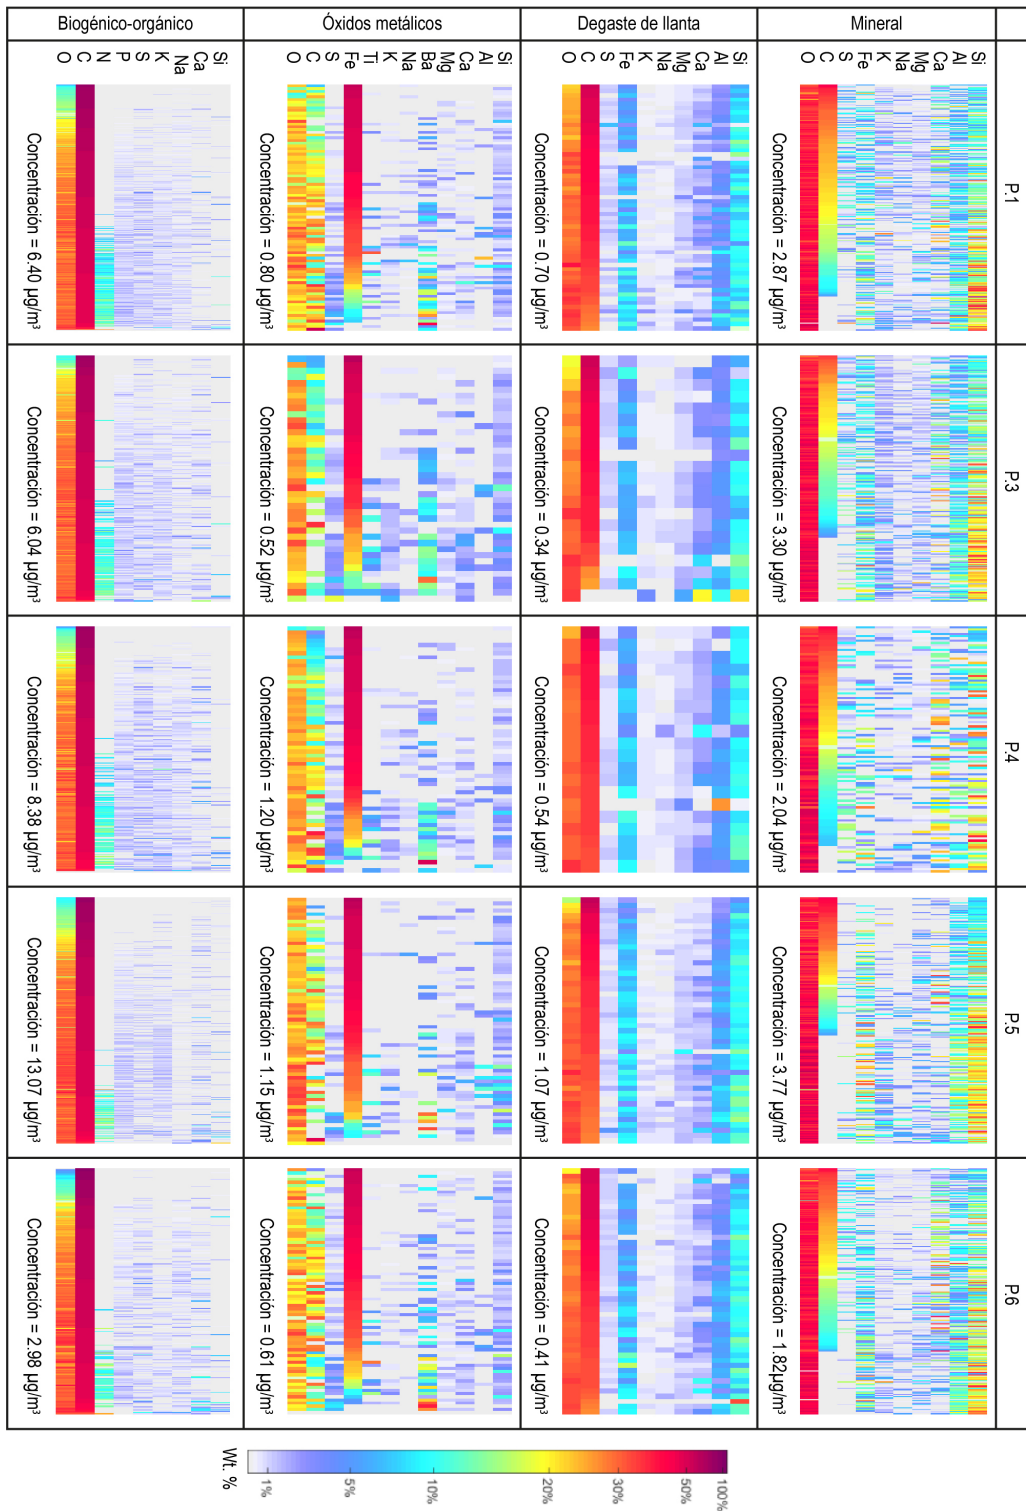 P.1 P.3 P.4 P.5 P.6
Mineral
Si
Al
Ca
Mg
Na
K
Fe
S
C
O
Concentración = 2.87 µg/m³ Concentración = 3.30 µg/m³ Concentración = 2.04 µg/m³ Concentración = 3.77 µg/m³ Concentración = 1.82µg/m³
Degaste de llanta
Si
Al
Ca
Mg
Na
K
Fe
S
C
O
Concentración = 0.70 µg/m³ Concentración = 0.34 µg/m³ Concentración = 0.54 µg/m³ Concentración = 1.07 µg/m³ Concentración = 0.41 µg/m³
Óxidos metálicos
Si
Al
Ca
Mg
Ba
Na
K
Ti
Fe
S
C
O
Concentración = 0.80 µg/m³ Concentración = 0.52 µg/m³ Concentración = 1.20 µg/m³ Concentración = 1.15 µg/m³ Concentración = 0.61 µg/m³
Biogénico-orgánico
Si
Ca
Na
K
S
P
N
C
O
Concentración = 6.40 µg/m³ Concentración = 6.04 µg/m³ Concentración = 8.38 µg/m³ Concentración = 13.07 µg/m³ Concentración = 2.98 µg/m³
100%
50%
30%
20%
10%
5%
1%
Wt. %